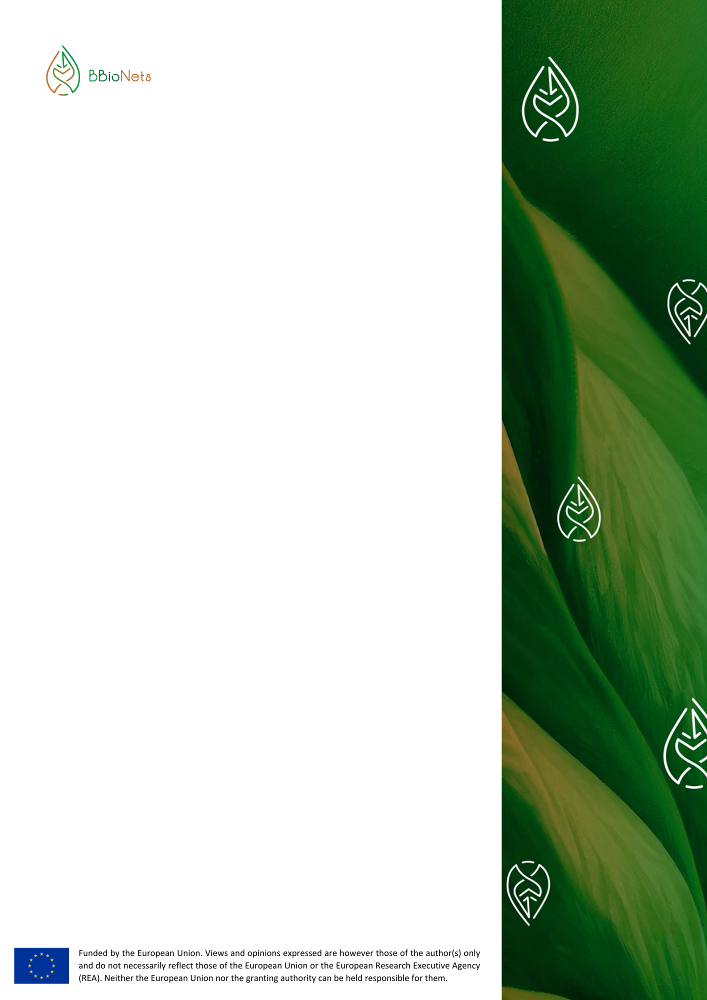 BBioNets
Funded by the European Union. Views and opinions expressed are however those of the author(s) only
and do not necessarily reflect those of the European Union or the European Research Executive Agency
(REA). Neither the European Union nor the granting authority can be held responsible for them.